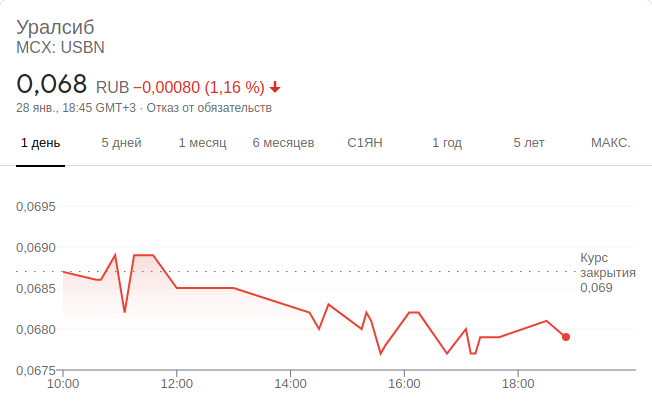 Уралсиб
MCX: USBN
0,068 RUB −0,00080 (1,16 %)
28 янв., 18:45 GMT+3 · Отказ от обязательств
1 день 5 дней 1 месяц 6 месяцев С1ЯН 1 год 5 лет МАКС.
0,0695
0,0690
0,0685
0,0680
0,0675
Курс
закрытия
0,069
10:00 12:00 14:00 16:00 18:00